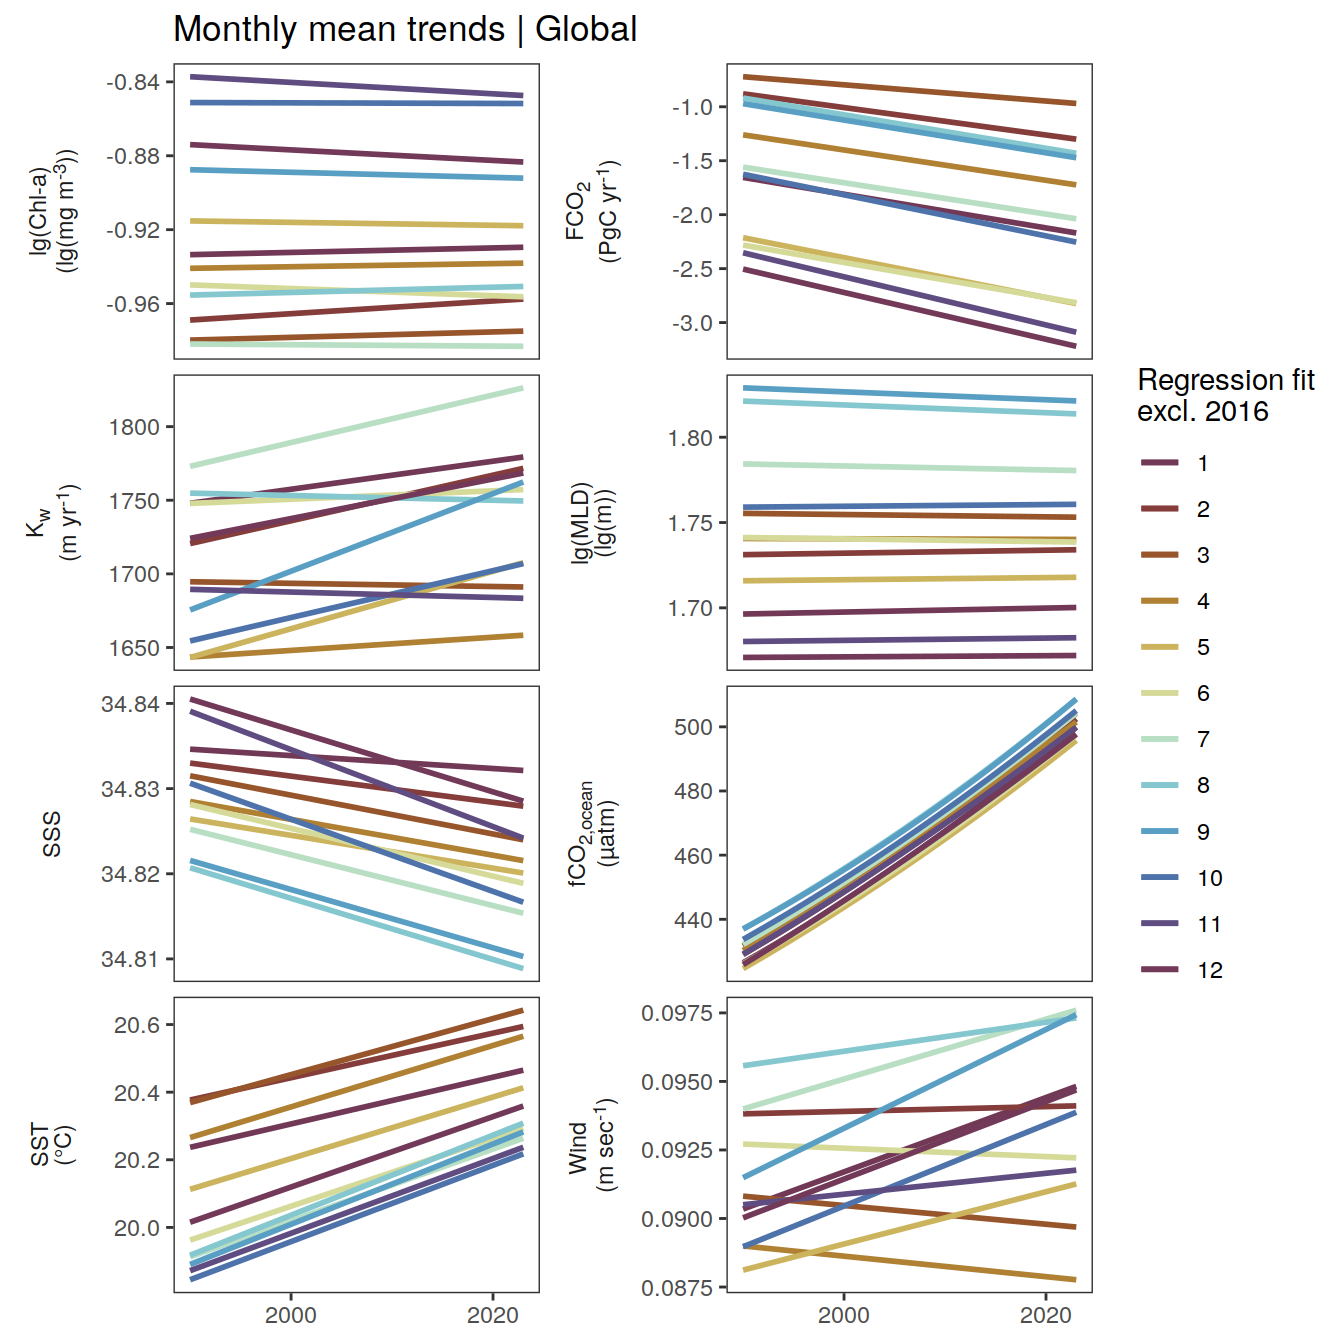 Monthly mean trends | Global
lg(Chl-a)
(lg(mg m⁻³))
-0.84
-0.88
-0.92
-0.96
FCO₂
(PgC yr⁻¹)
-1.0
-1.5
-2.0
-2.5
-3.0
K_w
(m yr⁻¹)
1800
1750
1700
1650
lg(MLD)
(lg(m))
1.80
1.75
1.70
SSS
34.84
34.83
34.82
34.81
fCO₂,ocean
(µatm)
500
480
460
440
SST
(°C)
20.6
20.4
20.2
20.0
2000 2020
Wind
(m sec⁻¹)
0.0975
0.0950
0.0925
0.0900
0.0875
2000 2020
Regression fit
excl. 2016
1
2
3
4
5
6
7
8
9
10
11
12